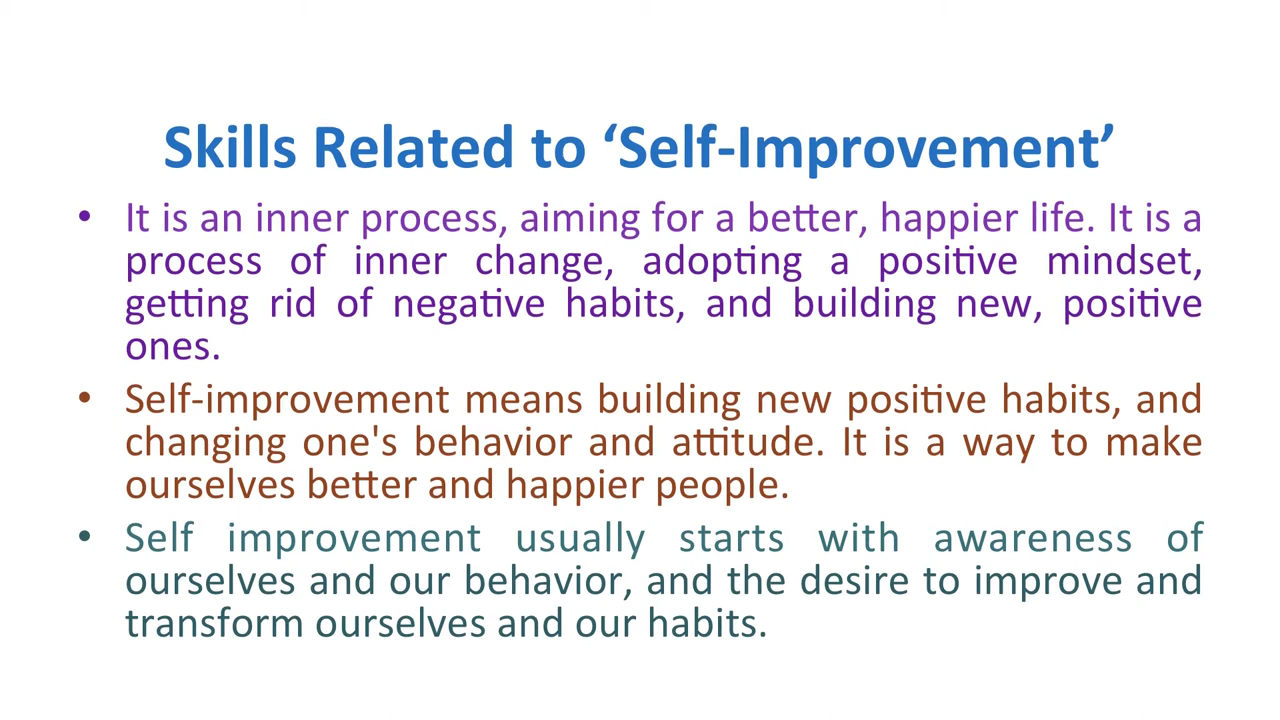 Skills Related to ‘Self-Improvement’
• It is an inner process, aiming for a better, happier life. It is a
process of inner change, adopting a positive mindset,
getting rid of negative habits, and building new, positive
ones.
• Self-improvement means building new positive habits, and
changing one's behavior and attitude. It is a way to make
ourselves better and happier people.
• Self improvement usually starts with awareness of
ourselves and our behavior, and the desire to improve and
transform ourselves and our habits.